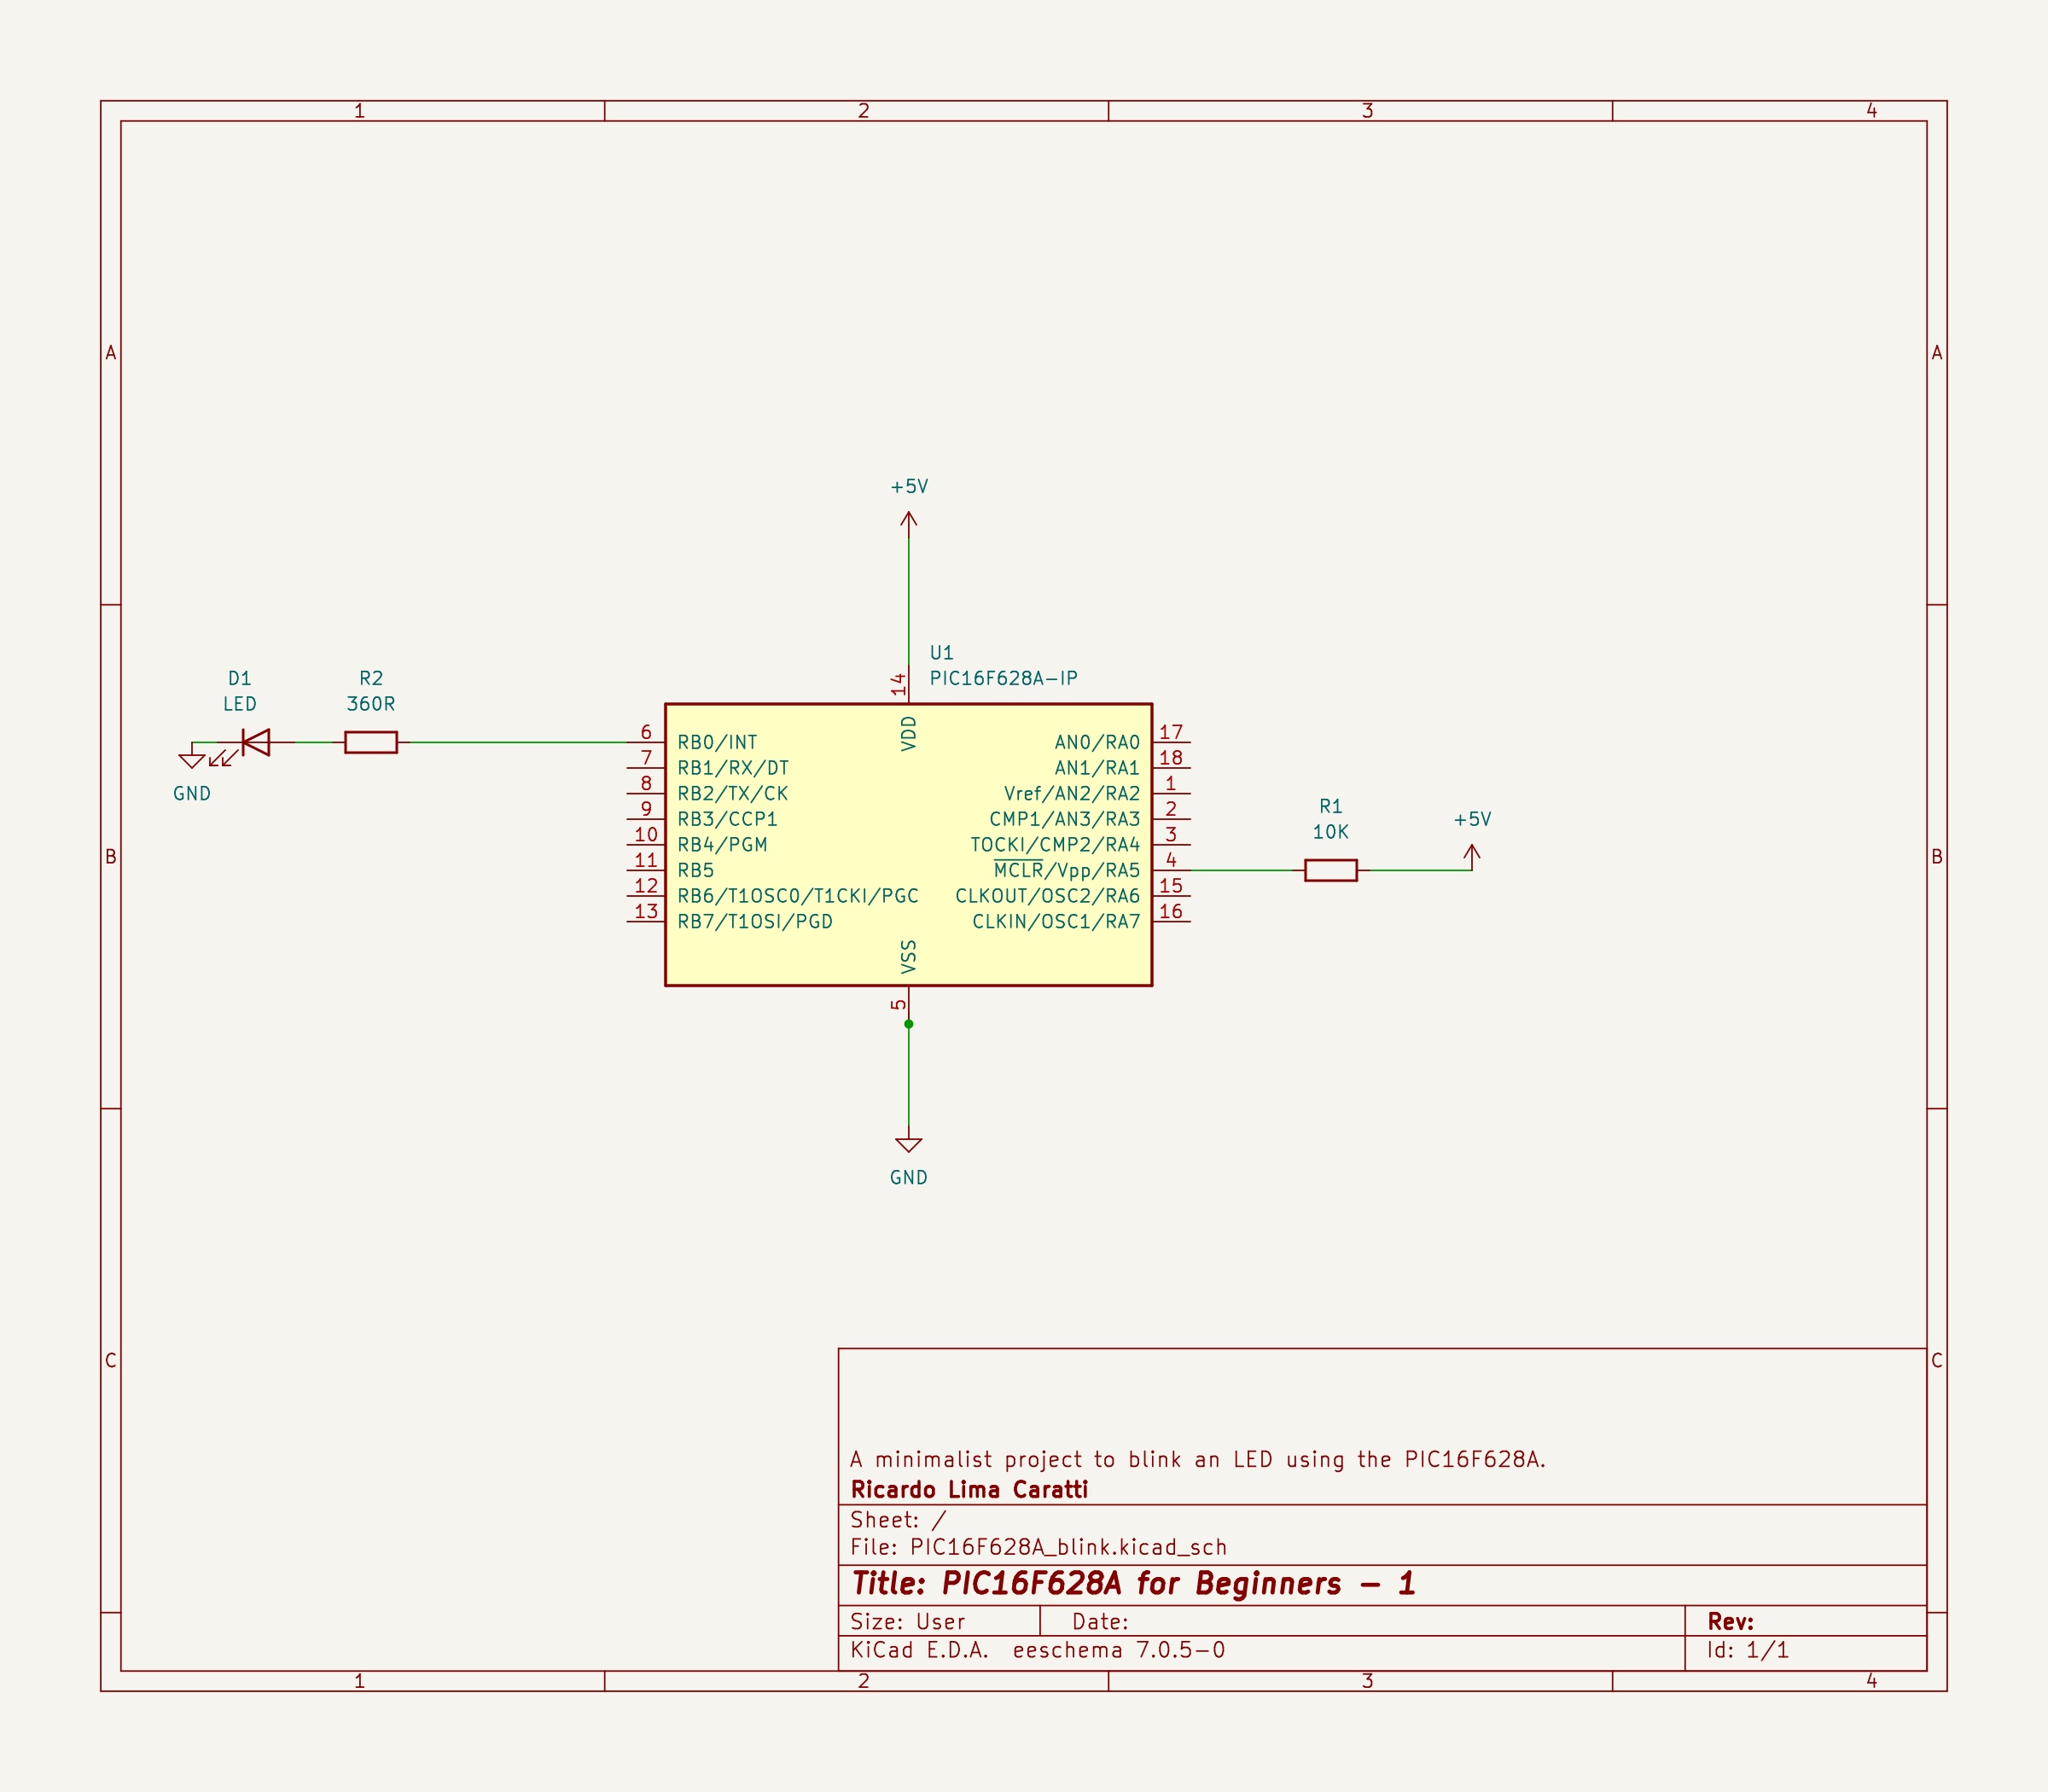 1 2 3 4
A A
+5V
U1
PIC16F628A-IP
D1
LED
R2
360R
14
VDD
6 RB0/INT
7 RB1/RX/DT
8 RB2/TX/CK
9 RB3/CCP1
10 RB4/PGM
11 RB5
12 RB6/T1OSC0/T1CKI/PGC
13 RB7/T1OSI/PGD
AN0/RA0 17
AN1/RA1 18
Vref/AN2/RA2 1
CMP1/AN3/RA3 2
TOCKI/CMP2/RA4 3
MCLR/Vpp/RA5 4
CLKOUT/OSC2/RA6 15
CLKIN/OSC1/RA7 16
GND
R1
10K
+5V
B B
VSS
5
GND
C C
A minimalist project to blink an LED using the PIC16F628A.
Ricardo Lima Caratti
Sheet: /
File: PIC16F628A_blink.kicad_sch
Title: PIC16F628A for Beginners - 1
Size: User Date: Rev:
KiCad E.D.A. eeschema 7.0.5-0 Id: 1/1
1 2 3 4